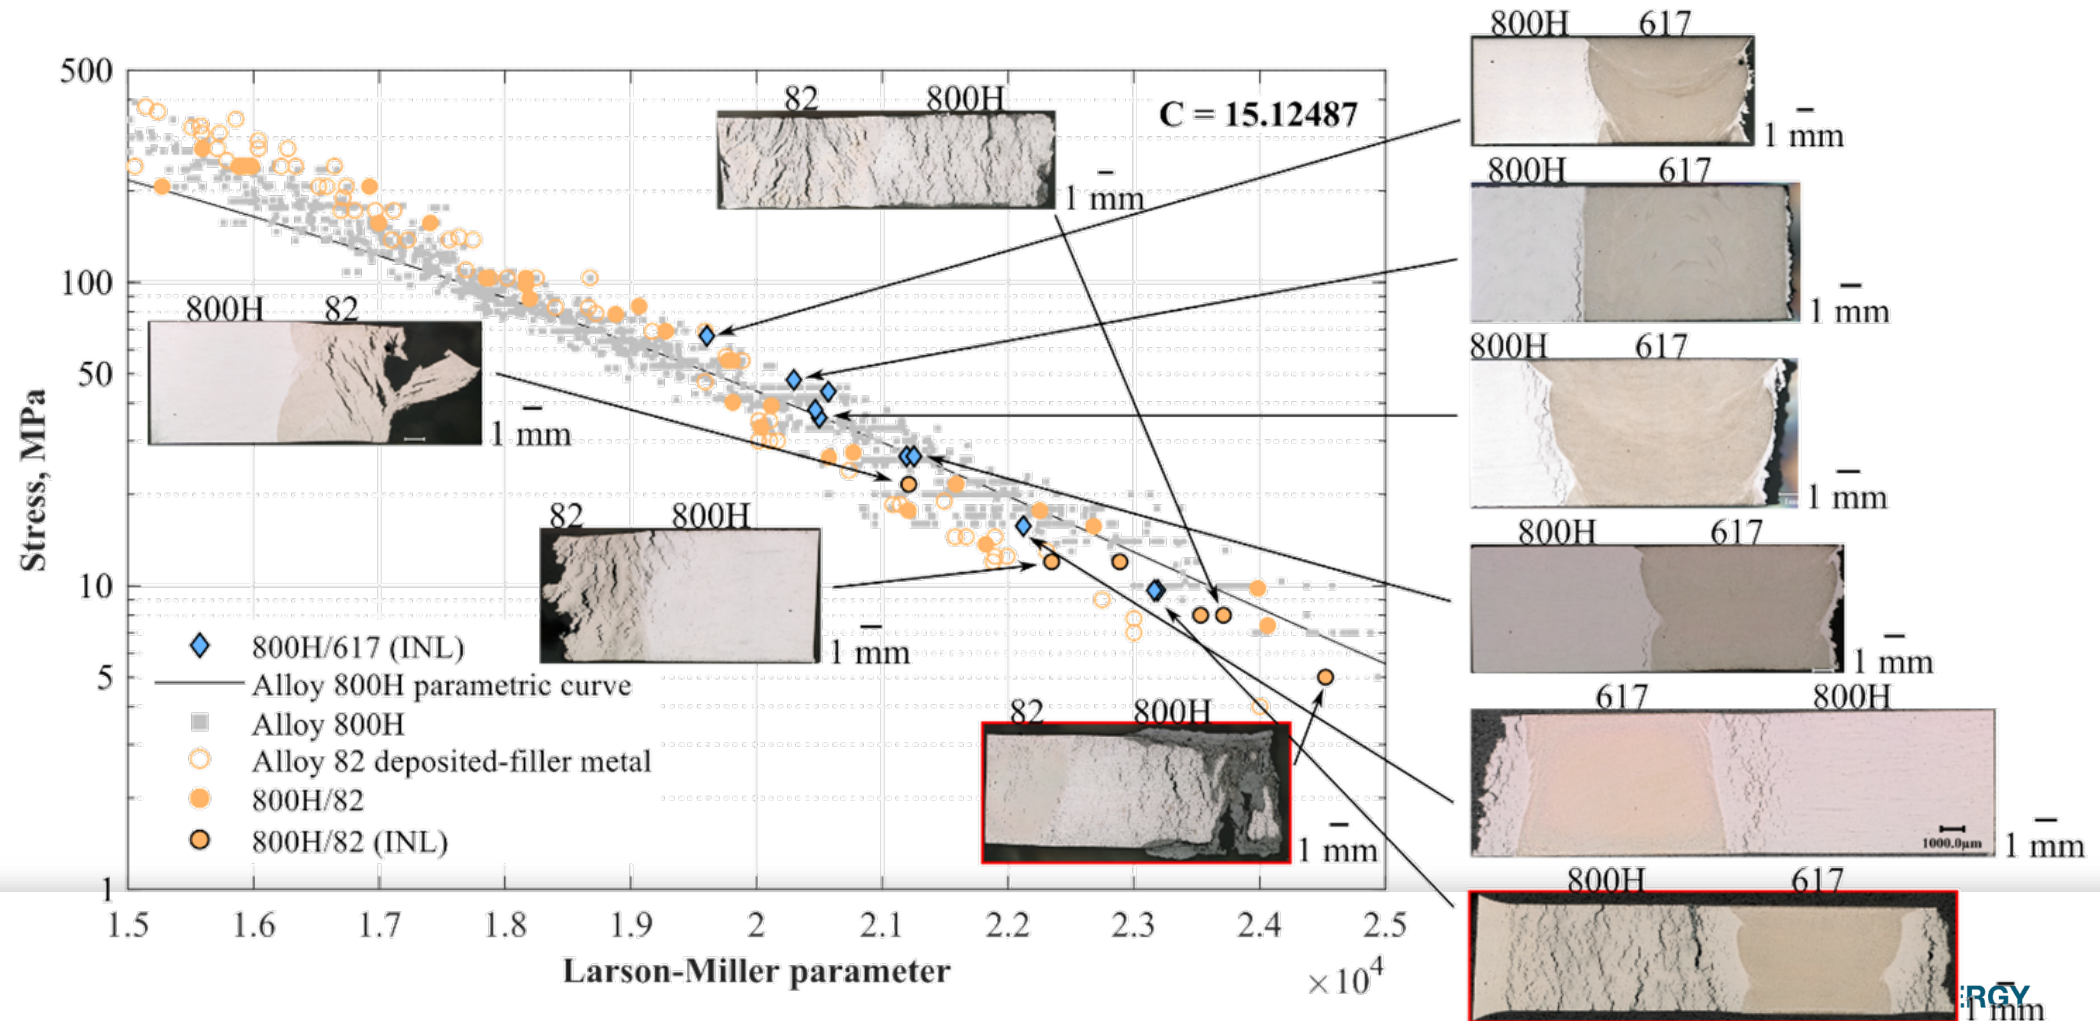 800H 617
500
82 800H
C = 15.12487
1 mm
1 mm
800H 617
100
800H 82
1 mm
800H 617
50
1 mm
1 mm
Stress, MPa
82 800H
800H 617
10
1 mm
1 mm
800H/617 (INL)
5
Alloy 800H parametric curve
Alloy 800H
82 800H
617 800H
Alloy 82 deposited-filler metal
800H/82
800H/82 (INL)
1 mm
1000.0µm
1 mm
1
800H 617
1.5 1.6 1.7 1.8 1.9 2 2.1 2.2 2.3 2.4 2.5
Larson-Miller parameter
×10⁴
ERGY
1 mm